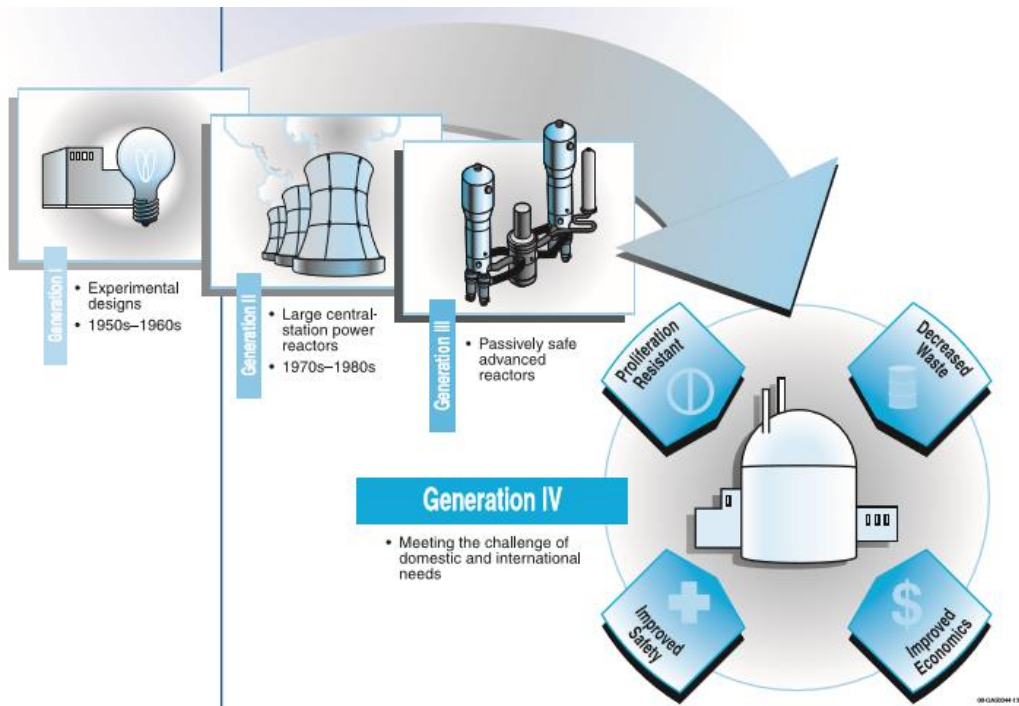 Generation I
• Experimental
designs
• 1950s–1960s
Generation II
• Large central-
station power
reactors
• 1970s–1980s
Generation III
• Passively safe
advanced
reactors
Generation IV
• Meeting the challenge of
domestic and international
needs
Proliferation
Resistant
Decreased
Waste
Improved
Safety
$
Improved
Economics